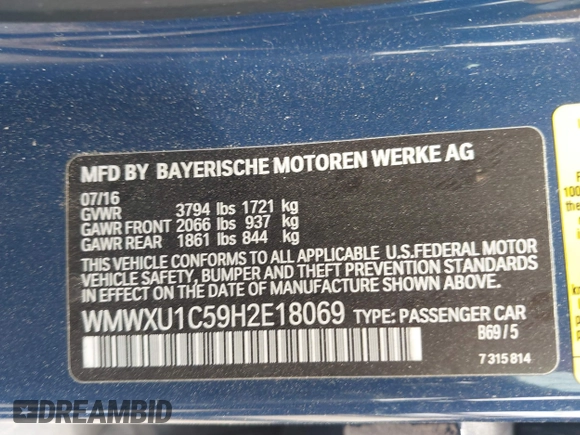 MFD BY BAYERISCHE MOTOREN WERKE AG
07/16
GVWR 3794 lbs 1721 kg
GAWR FRONT 2066 lbs 937 kg
GAWR REAR 1861 lbs 844 kg
THIS VEHICLE CONFORMS TO ALL APPLICABLE U.S.FEDERAL MOTOR
VEHICLE SAFETY, BUMPER AND THEFT PREVENTION STANDARDS
IN EFFECT ON THE DATE OF MANUFACTURE SHOWN ABOVE.
WMWXU1C59H2E18069 TYPE: PASSENGER CAR
B69/5
7 315 814
100
the
DREAMBID